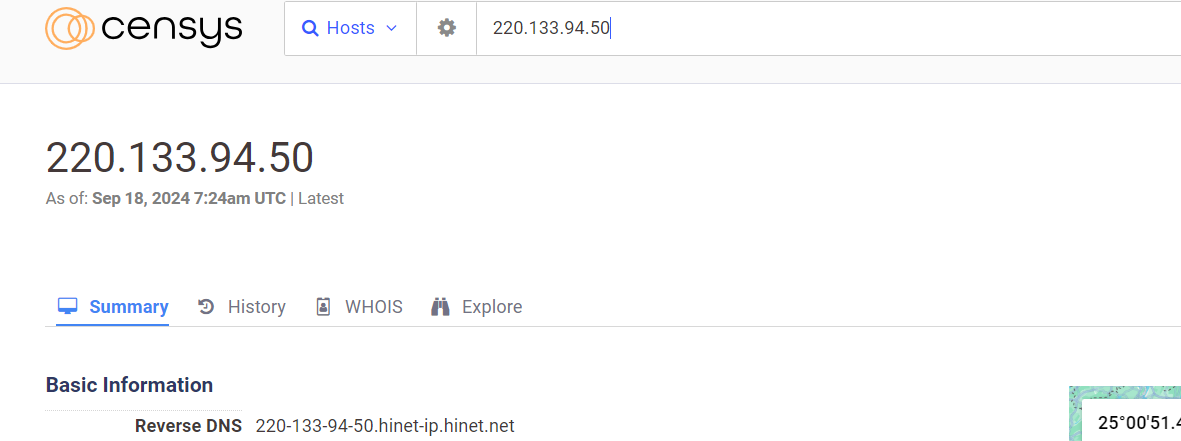 censys Hosts 220.133.94.50
220.133.94.50
As of: Sep 18, 2024 7:24am UTC | Latest
Summary History WHOIS Explore
Basic Information
Reverse DNS 220-133-94-50.hinet-ip.hinet.net
25°00'51.4